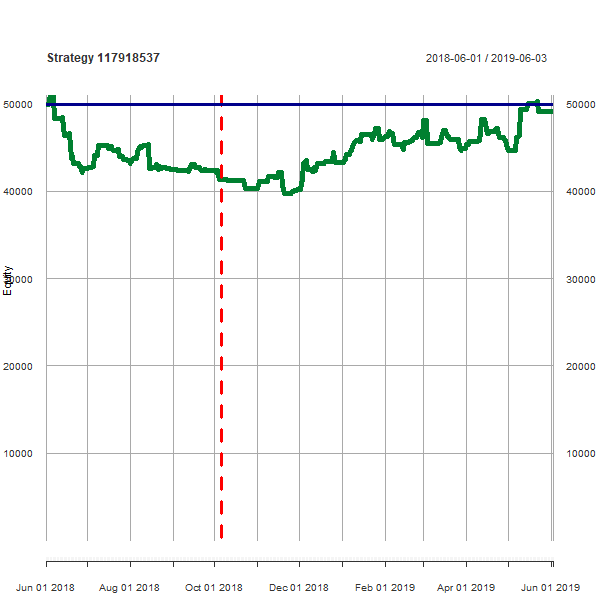 Strategy 117918537
2018-06-01 / 2019-06-03
50000 50000
40000 40000
30000 30000
20000 20000
10000 10000
Equity
Jun 01 2018 Aug 01 2018 Oct 01 2018 Dec 01 2018 Feb 01 2019 Apr 01 2019 Jun 01 2019